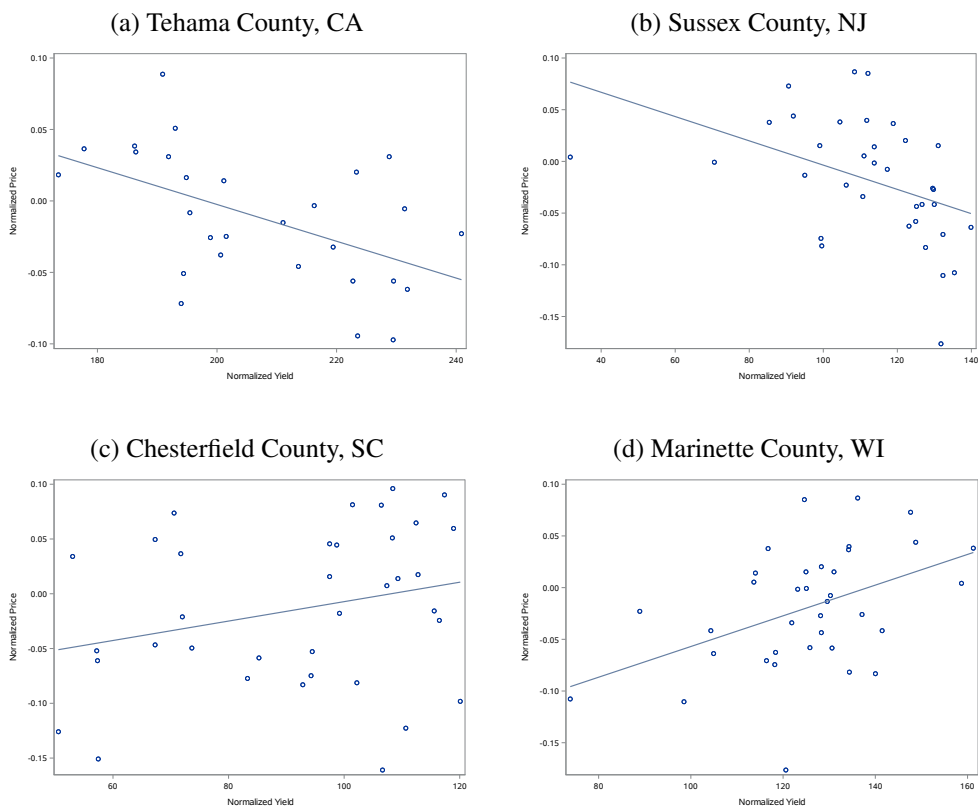 (a) Tehama County, CA
0.10
0.05
0.00
-0.05
-0.10
Normalized Price
180 200 220 240
Normalized Yield
(b) Sussex County, NJ
0.10
0.05
0.00
-0.05
-0.10
-0.15
Normalized Price
40 60 80 100 120 140
Normalized Yield
(c) Chesterfield County, SC
0.10
0.05
0.00
-0.05
-0.10
-0.15
Normalized Price
60 80 100 120
Normalized Yield
(d) Marinette County, WI
0.10
0.05
0.00
-0.05
-0.10
-0.15
Normalized Price
80 100 120 140 160
Normalized Yield